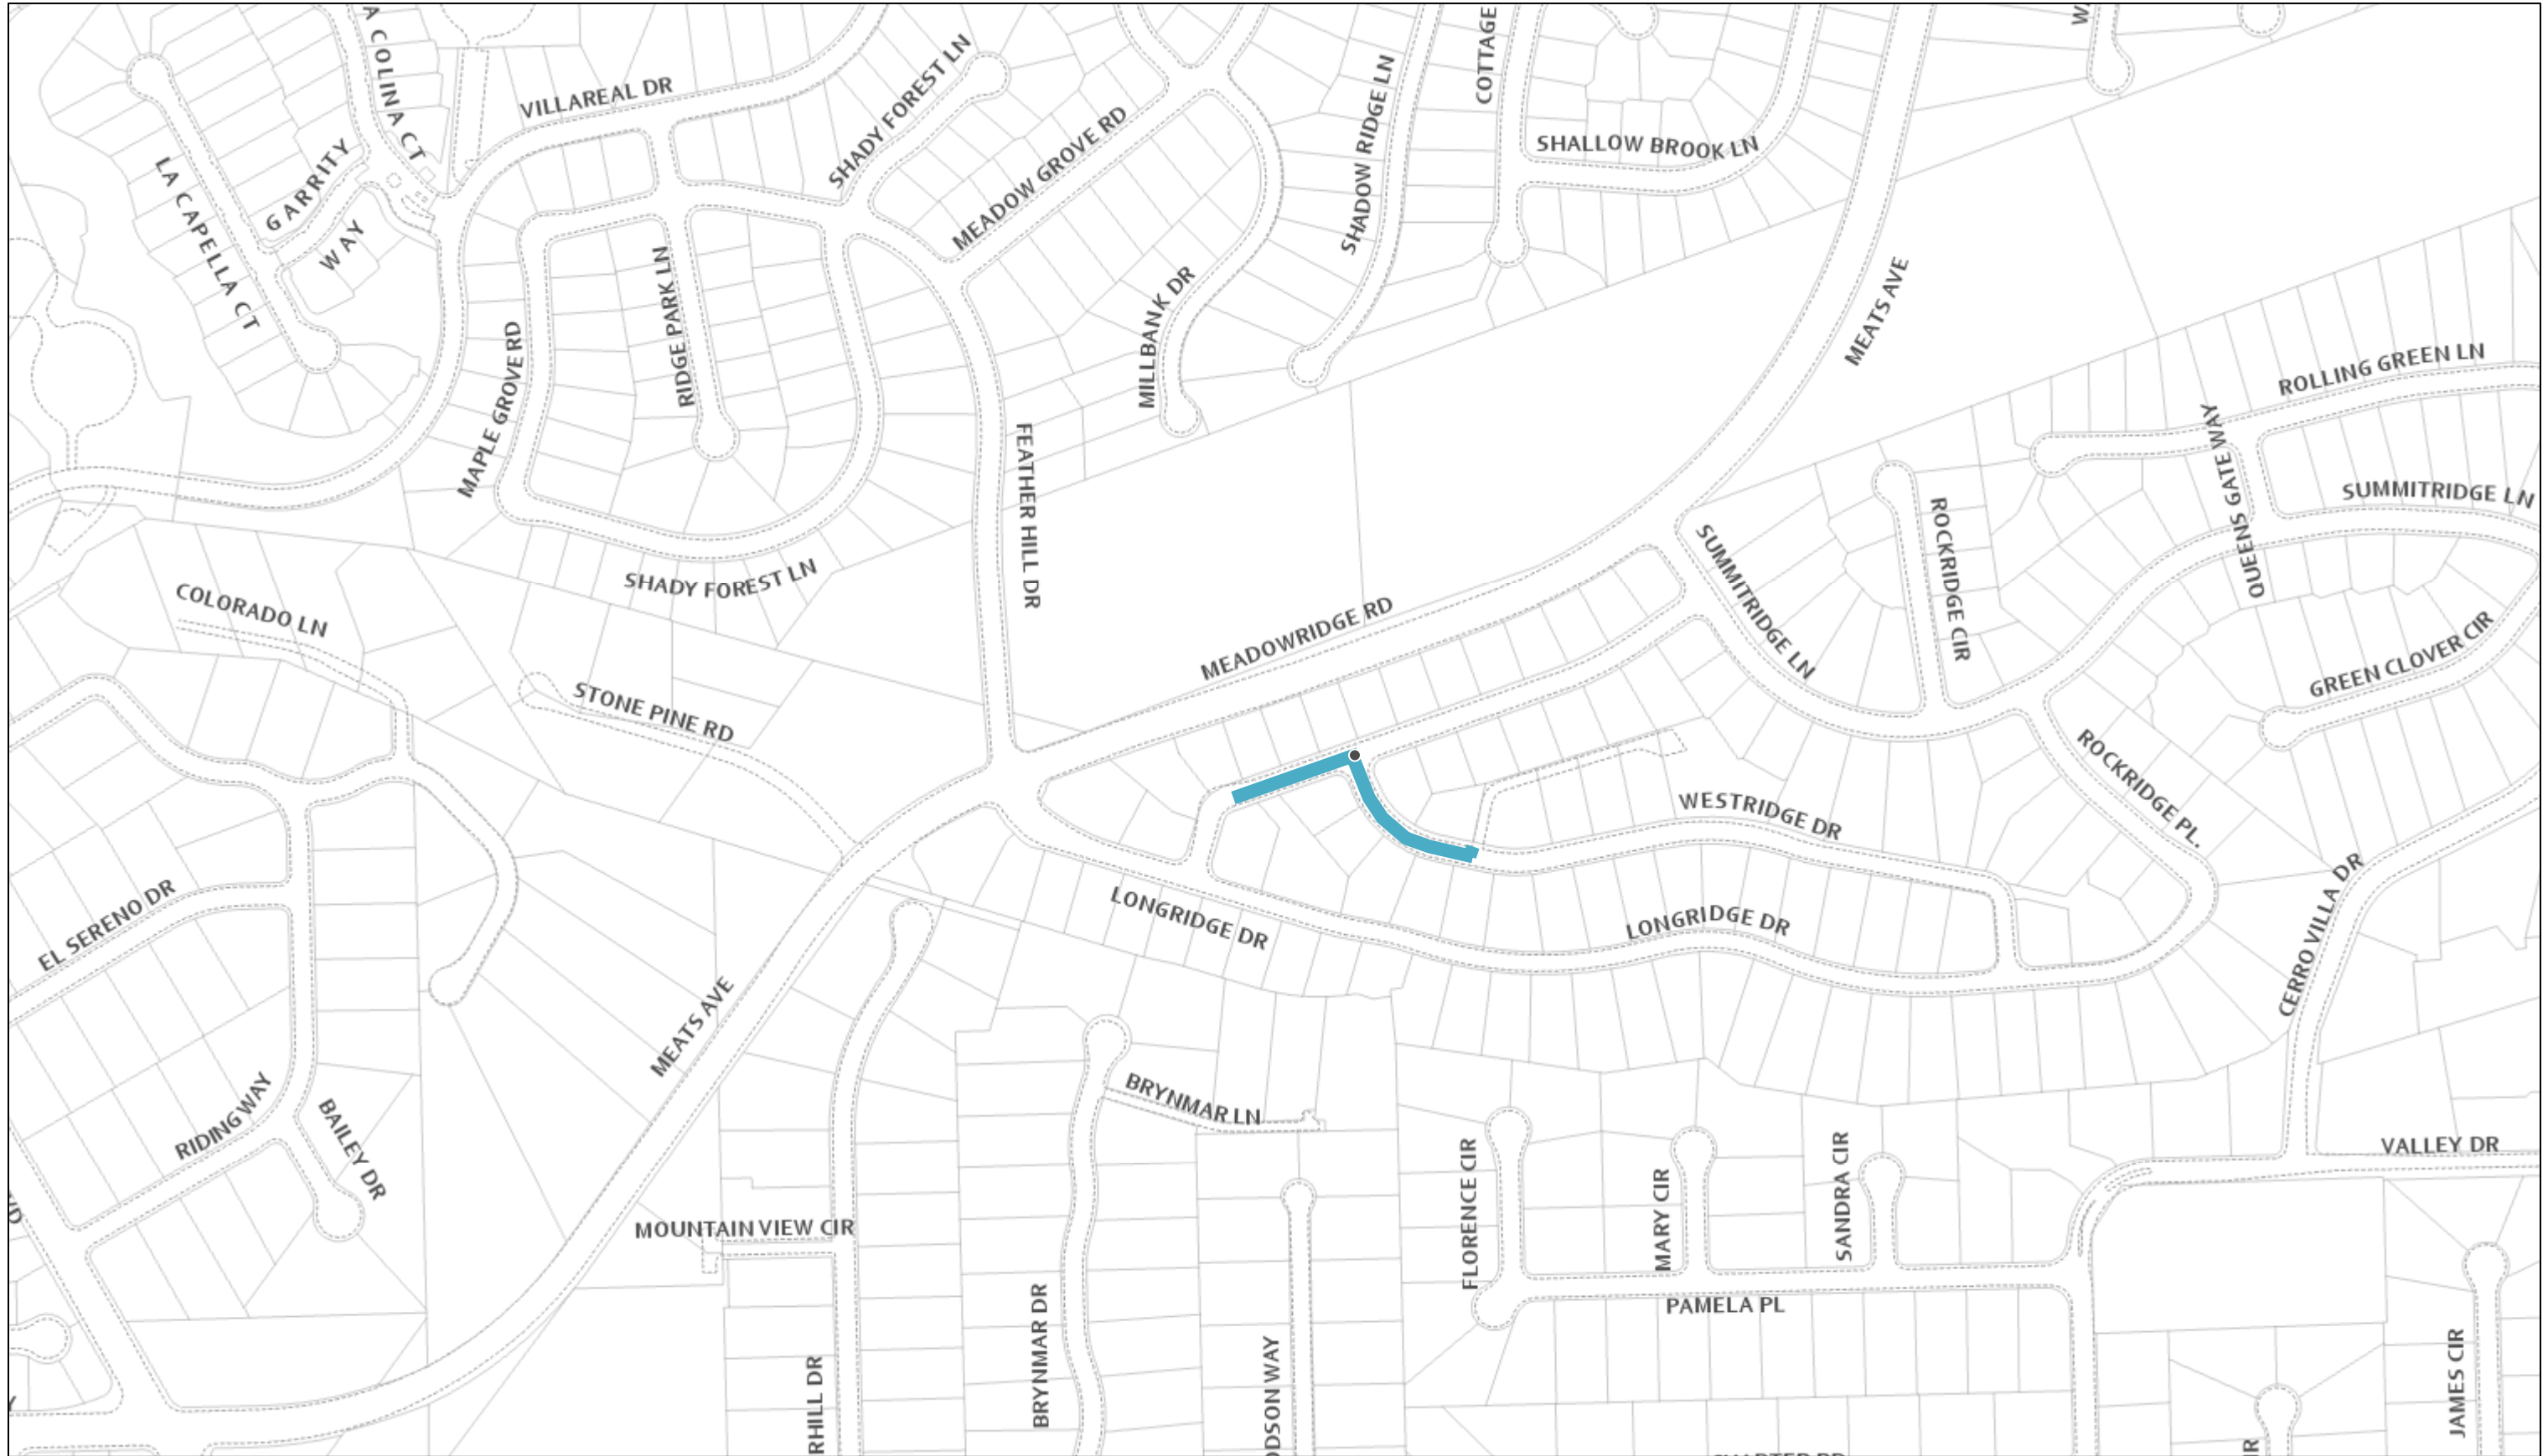 A COLINA CT
VILLAREAL DR
SHADY FOREST LN
COTTAGE
SHALLOW BROOK LN
SHADOW RIDGE LN
MEADOW GROVE RD
GARRITY
WAY
LA CAPELLA CT
MEATS AVE
MILLBANK DR
RIDGE PARK LN
MAPLE GROVE RD
FEATHER HILL DR
ROLLING GREEN LN
QUEENS GATE WAY
SUMMITRIDGE LN
SHADY FOREST LN
COLORADO LN
ROCKRIDGE CIR
SUMMITRIDGE LN
MEADOWRIDGE RD
GREEN CLOVER CIR
STONE PINE RD
ROCKRIDGE PL.
WESTRIDGE DR
EL SERENO DR
LONGRIDGE DR
LONGRIDGE DR
CERRO VILLA DR
MEATS AVE
BRYNMAR LN
RIDING WAY
BAILEY DR
FLORENCE CIR
MARY CIR
SANDRA CIR
VALLEY DR
MOUNTAIN VIEW CIR
PAMELA PL
BRYNMAR DR
RHILL DR
DSON WAY
JAMES CIR